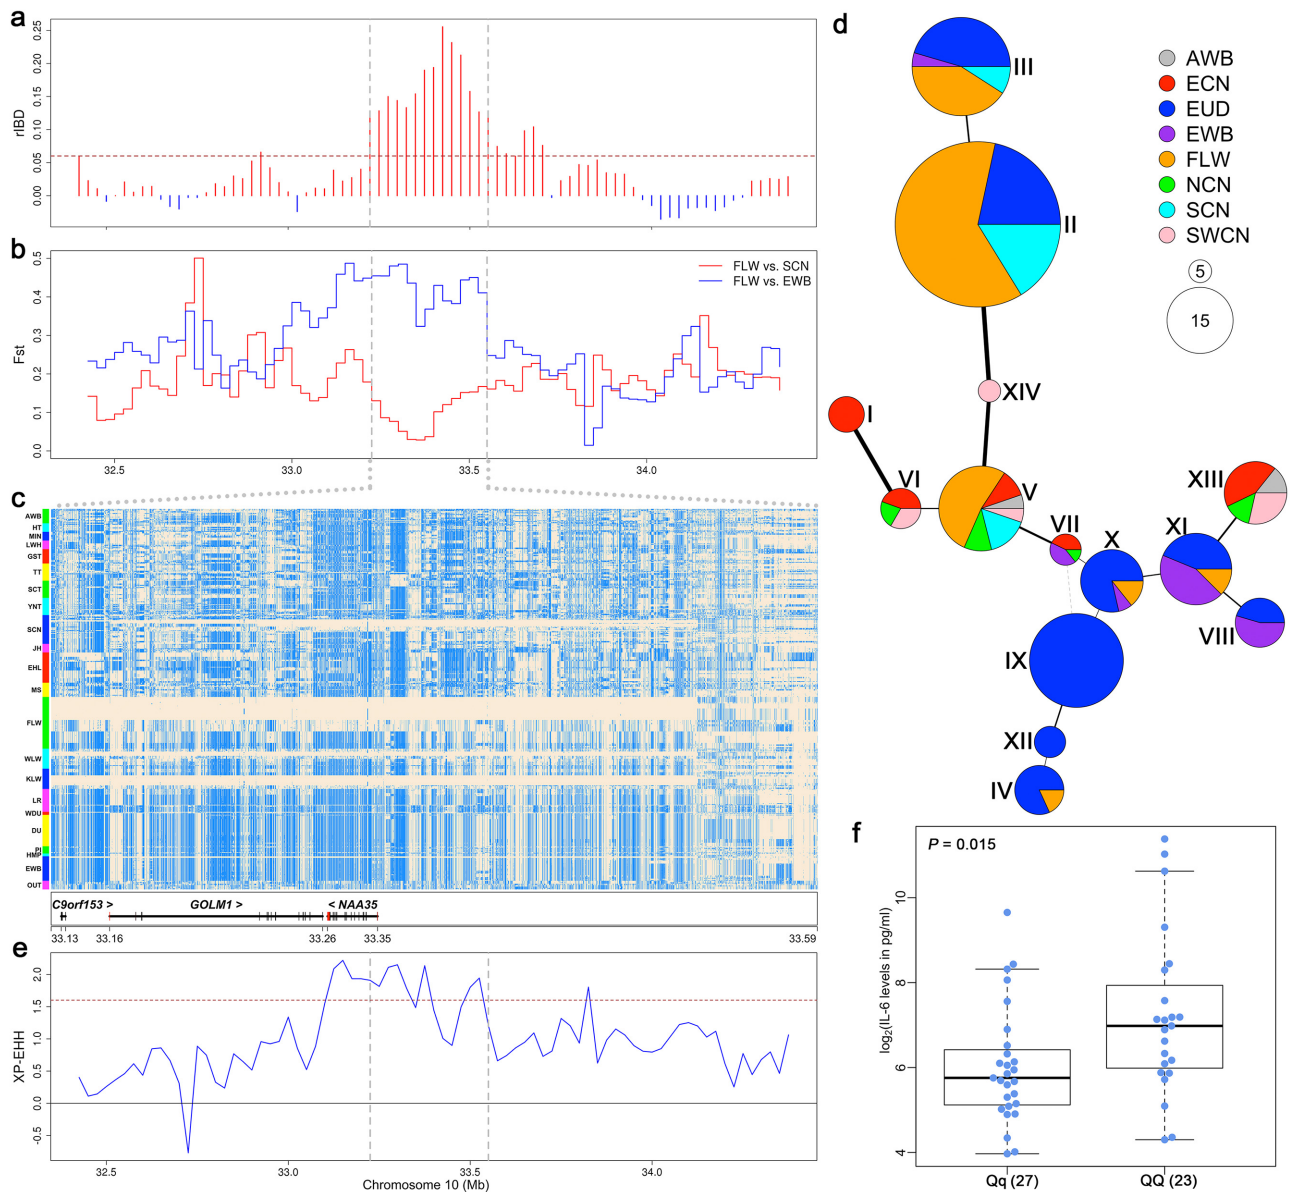 a
0.25
0.20
0.15
0.10
0.05
0.00
rIBD
b
0.5
0.4
0.3
0.2
0.1
0.0
Fst
FLW vs. SCN
FLW vs. EWB
32.5
33.0
33.5
34.0
c
AWB
HT
MIN
LWH
GST
TT
SCT
YNT
SCN
JH
EHL
MS
FLW
WLW
KLW
LR
WDU
DU
PI
HMP
EWB
OUT
C9orf153 >
GOLM1 >
< NAA35
33.13
33.16
33.26
33.35
33.59
e
2.0
1.5
1.0
0.5
0.0
-0.5
XP-EHH
32.5
33.0
33.5
34.0
Chromosome 10 (Mb)
d
III
II
XIV
I
VI
V
VII
X
XI
XIII
VIII
IX
XII
IV
AWB
ECN
EUD
EWB
FLW
NCN
SCN
SWCN
5
15
f
P = 0.015
10
8
6
4
log₂(IL-6 levels in pg/ml)
Qq (27)
QQ (23)